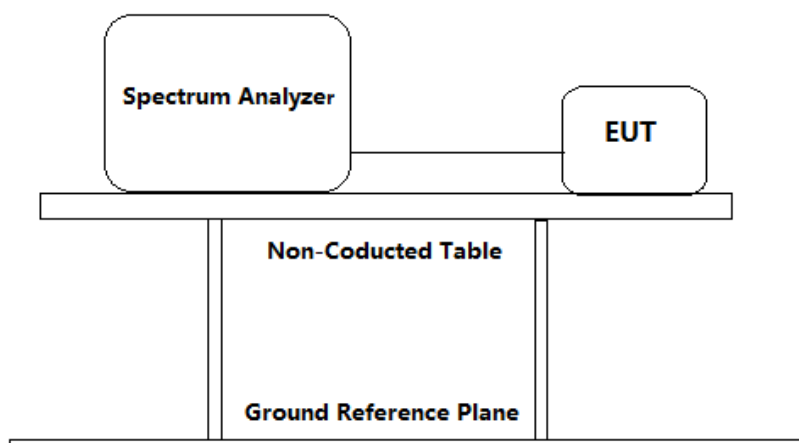 Spectrum Analyzer
EUT
Non-Coducted Table
Ground Reference Plane